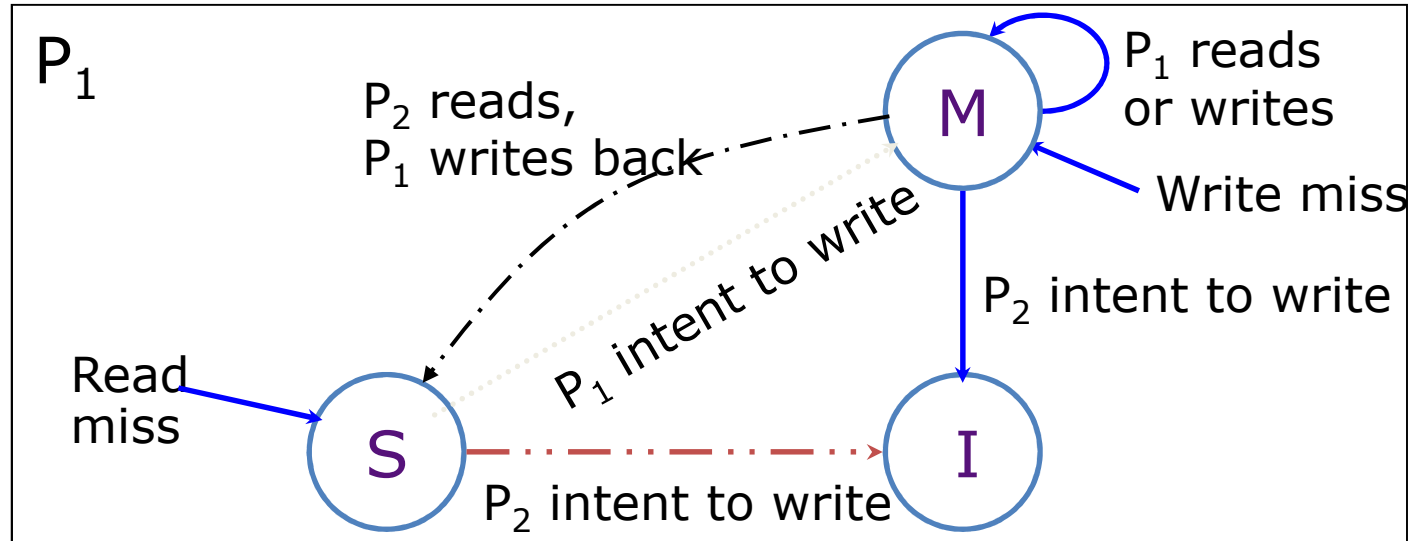 P₁
P₂ reads,
P₁ writes back
M
P₁ reads
or writes
Write miss
P₁ intent to write
P₂ intent to write
Read
miss
S
I
P₂ intent to write